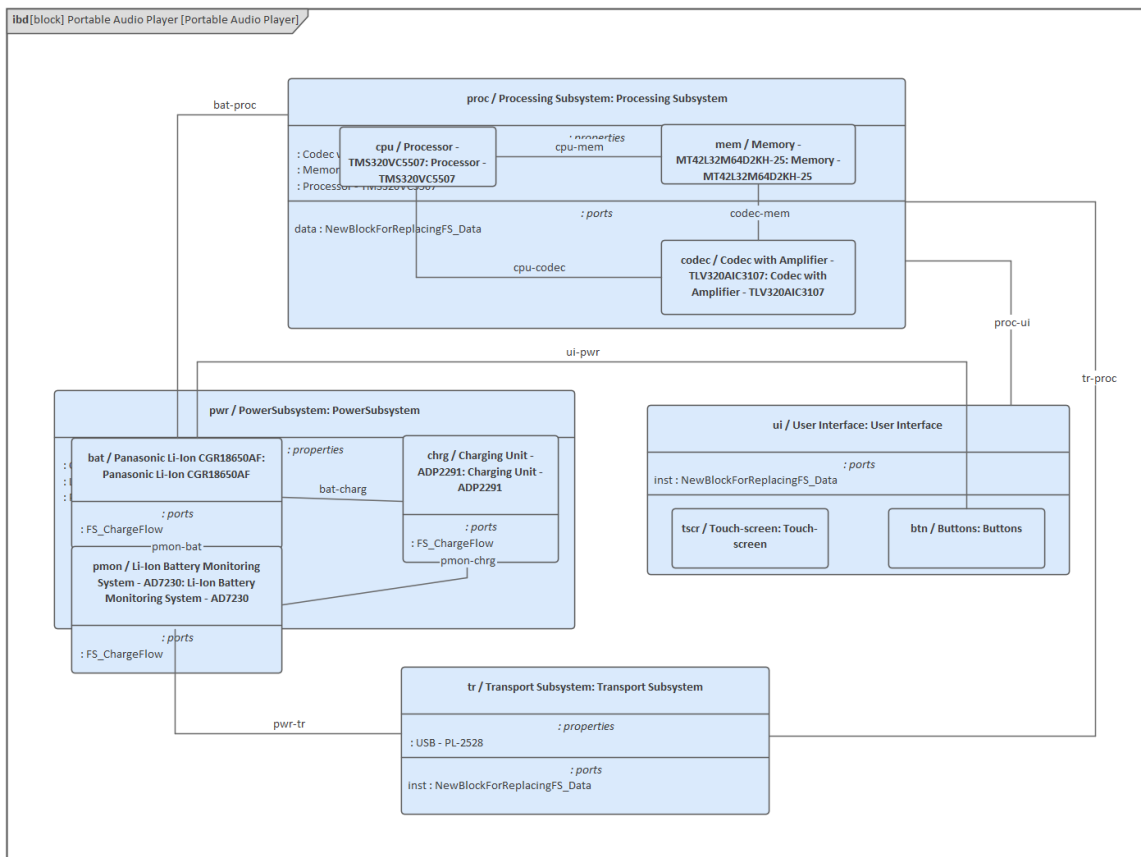 ibd[block] Portable Audio Player [Portable Audio Player]
bat-proc
proc / Processing Subsystem: Processing Subsystem
: properties
: Codec
: Memor
: Processor - TMS320VC5507
cpu / Processor -
TMS320VC5507: Processor -
TMS320VC5507
cpu-mem
mem / Memory -
MT42L32M64D2KH-25: Memory -
MT42L32M64D2KH-25
: ports
data : NewBlockForReplacingFS_Data
codec-mem
cpu-codec
codec / Codec with Amplifier -
TLV320AIC3107: Codec with
Amplifier - TLV320AIC3107
proc-ui
ui-pwr
tr-proc
pwr / PowerSubsystem: PowerSubsystem
: properties
bat / Panasonic Li-Ion CGR18650AF:
Panasonic Li-Ion CGR18650AF
: ports
: FS_ChargeFlow
bat-charg
chrg / Charging Unit -
ADP2291: Charging Unit -
ADP2291
: ports
: FS_ChargeFlow
pmon-bat
pmon-chrg
pmon / Li-Ion Battery Monitoring
System - AD7230: Li-Ion Battery
Monitoring System - AD7230
: ports
: FS_ChargeFlow
ui / User Interface: User Interface
: ports
inst : NewBlockForReplacingFS_Data
tscr / Touch-screen: Touch-
screen
btn / Buttons: Buttons
pwr-tr
tr / Transport Subsystem: Transport Subsystem
: properties
: USB - PL-2528
: ports
inst : NewBlockForReplacingFS_Data